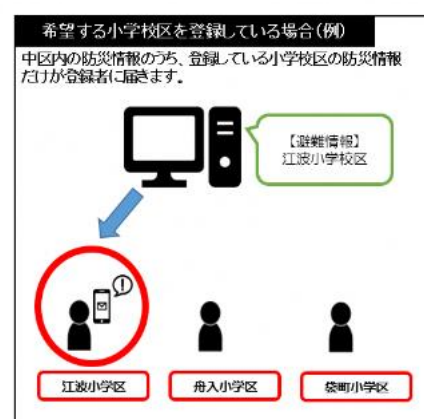 希望する小学校区を登録している場合(例)
中区内の防災情報のうち、登録している小学校区の防災情報
だけが登録者に届きます。
【避難情報】
江波小学校区
江波小学区
舟入小学区
袋町小学区